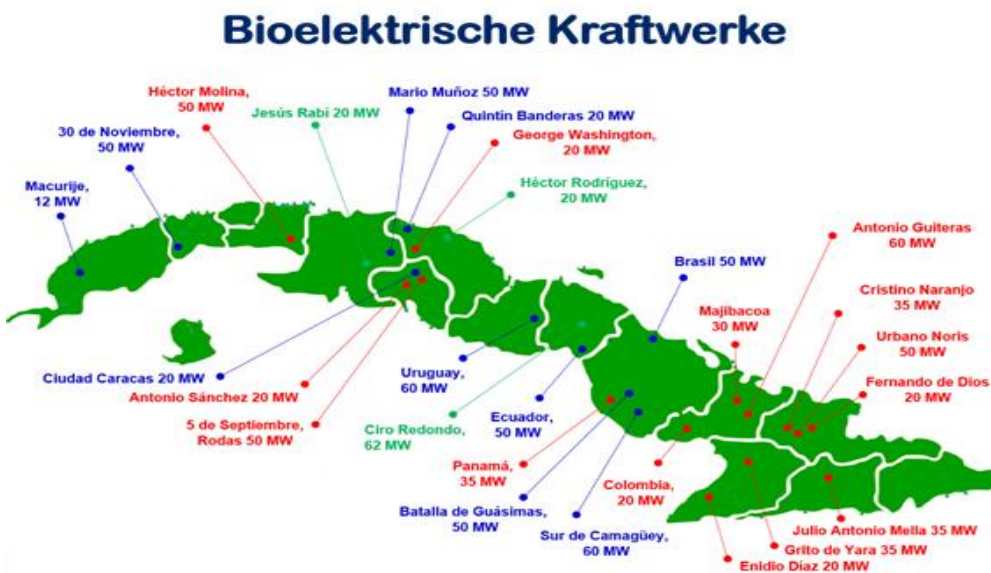 Bioelektrische Kraftwerke
Héctor Molina,
50 MW
Jesús Rabí 20 MW
Mario Muñoz 50 MW
Quintín Banderas 20 MW
George Washington,
20 MW
30 de Noviembre,
50 MW
Macurije,
12 MW
Héctor Rodríguez,
20 MW
Antonio Guiteras
60 MW
Brasil 50 MW
Cristino Naranjo
35 MW
Majibacoa
30 MW
Urbano Noris
50 MW
Fernando de Dios
20 MW
Ciudad Caracas 20 MW
Antonio Sánchez 20 MW
5 de Septiembre,
Rodas 50 MW
Uruguay,
60 MW
Ciro Redondo,
62 MW
Ecuador,
50 MW
Panamá,
35 MW
Batalla de Guásimas,
50 MW
Sur de Camagüey,
60 MW
Colombia,
20 MW
Julio Antonio Mella 35 MW
Grito de Yara 35 MW
Enidio Díaz 20 MW